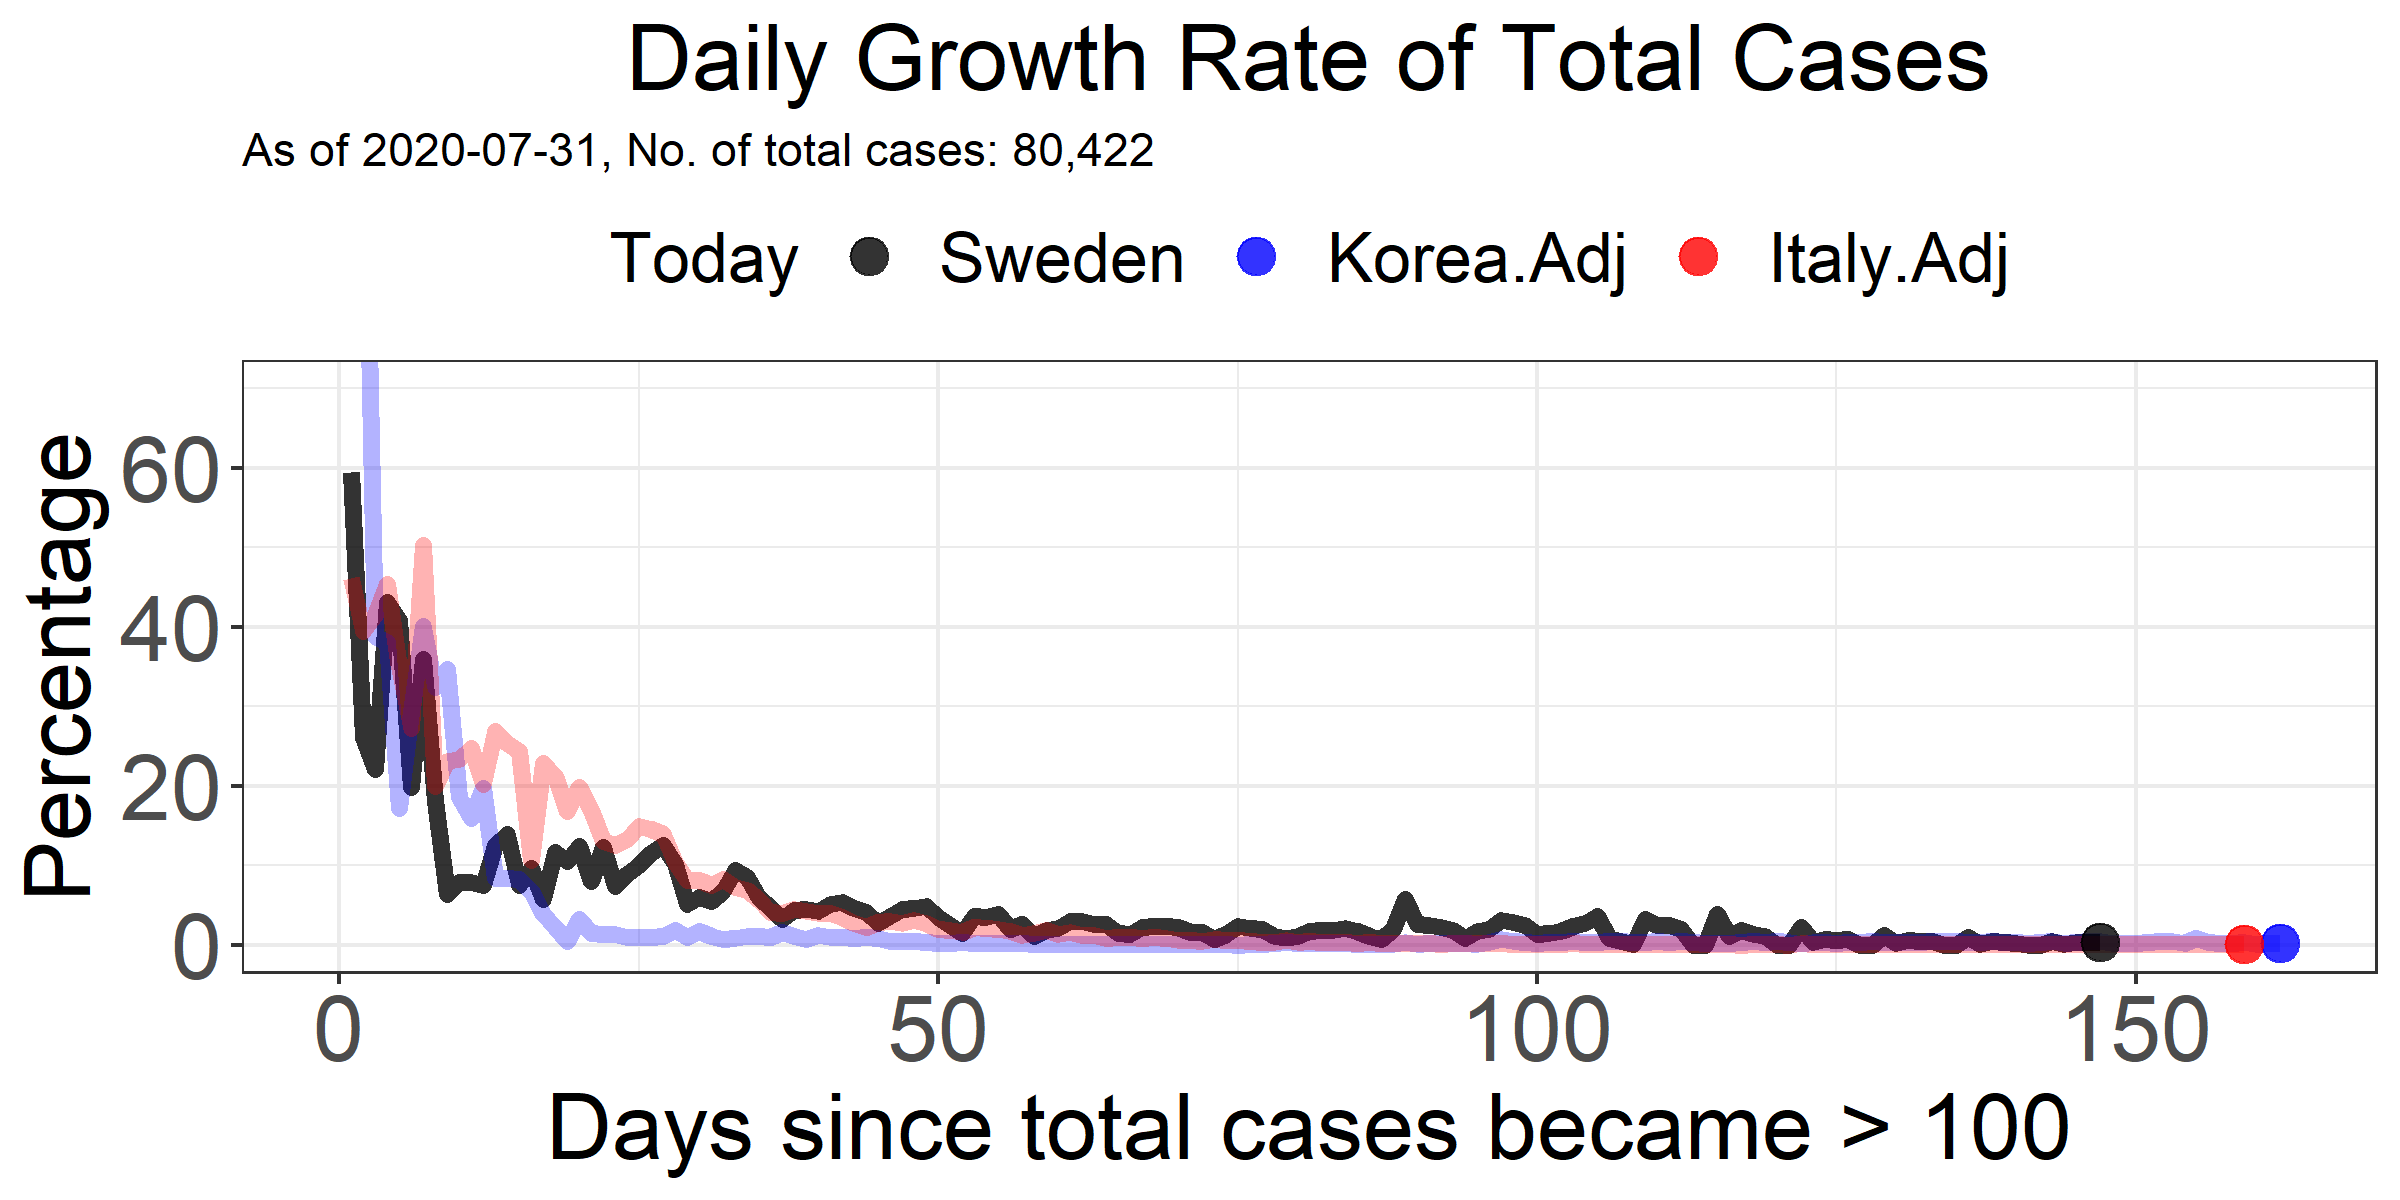 Daily Growth Rate of Total Cases
As of 2020-07-31, No. of total cases: 80,422
Today Sweden Korea.Adj Italy.Adj
Percentage
60
40
20
0
0 50 100 150
Days since total cases became > 100